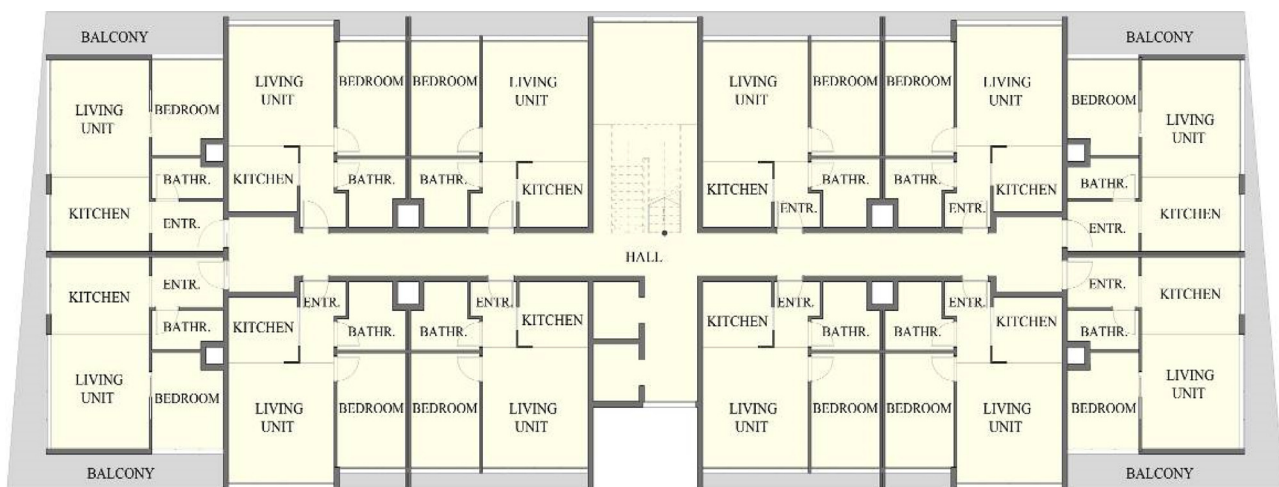 BALCONY
BALCONY
LIVING
UNIT
BEDROOM
BEDROOM
LIVING
UNIT
LIVING
UNIT
BEDROOM
BEDROOM
LIVING
UNIT
LIVING
UNIT
BEDROOM
BEDROOM
LIVING
UNIT
BATHR.
KITCHEN
BATHR.
BATHR.
KITCHEN
KITCHEN
BATHR.
BATHR.
KITCHEN
BATHR.
KITCHEN
ENTR.
ENTR.
ENTR.
ENTR.
KITCHEN
HALL
KITCHEN
ENTR.
ENTR.
ENTR.
ENTR.
ENTR.
ENTR.
KITCHEN
BATHR.
KITCHEN
BATHR.
BATHR.
KITCHEN
KITCHEN
BATHR.
BATHR.
KITCHEN
BATHR.
LIVING
UNIT
BEDROOM
LIVING
UNIT
BEDROOM
BEDROOM
LIVING
UNIT
LIVING
UNIT
BEDROOM
BEDROOM
LIVING
UNIT
BEDROOM
LIVING
UNIT
BALCONY
BALCONY